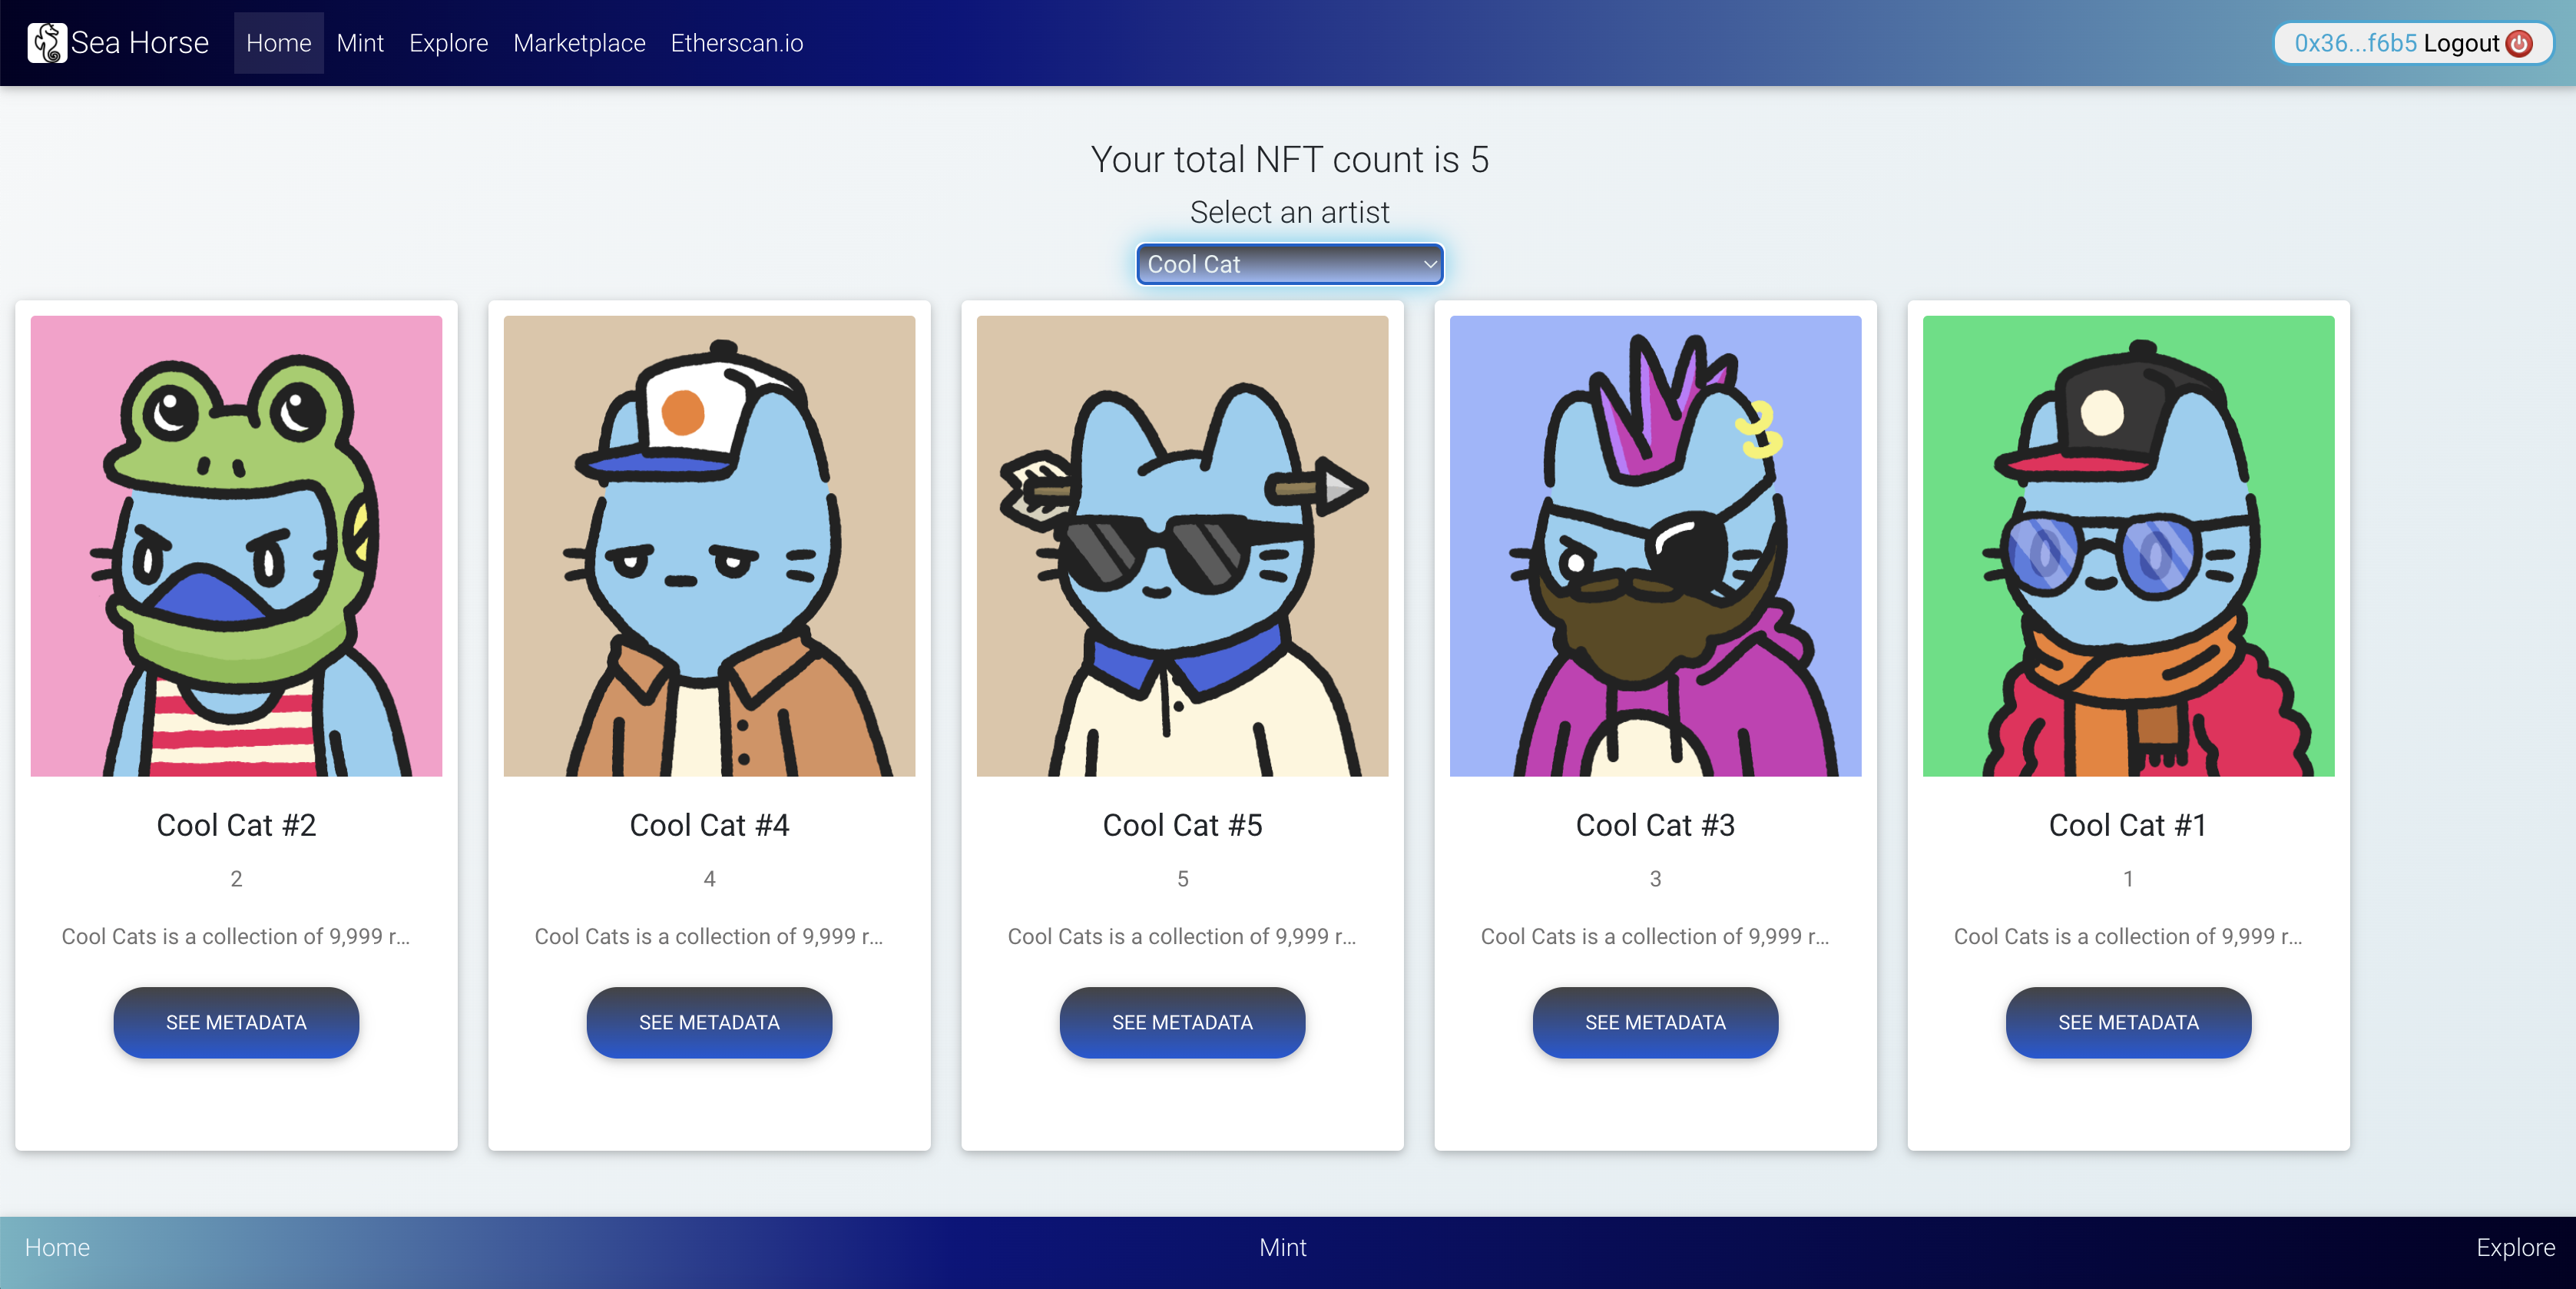 Sea Horse Home Mint Explore Marketplace Etherscan.io 0x36...f6b5 Logout
Your total NFT count is 5
Select an artist
Cool Cat
Cool Cat #2
2
Cool Cats is a collection of 9,999 r...
SEE METADATA
Cool Cat #4
4
Cool Cats is a collection of 9,999 r...
SEE METADATA
Cool Cat #5
5
Cool Cats is a collection of 9,999 r...
SEE METADATA
Cool Cat #3
3
Cool Cats is a collection of 9,999 r...
SEE METADATA
Cool Cat #1
1
Cool Cats is a collection of 9,999 r...
SEE METADATA
Home Mint Explore